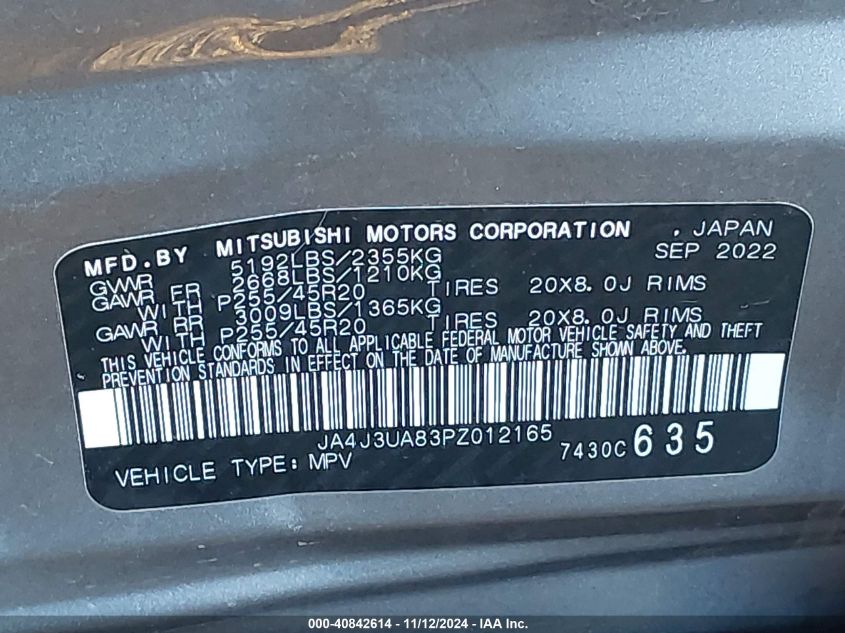 MFD.BY MITSUBISHI MOTORS CORPORATION , JAPAN
GVWR 5192LBS/2355KG SEP 2022
GAWR FR 2668LBS/1210KG
WITH P255/45R20 TIRES 20X8.0J RIMS
GAWR RR 3009LBS/1365KG
WITH P255/45R20 TIRES 20X8.0J RIMS
THIS VEHICLE CONFORMS TO ALL APPLICABLE FEDERAL MOTOR VEHICLE SAFETY AND THEFT
PREVENTION STANDARDS IN EFFECT ON THE DATE OF MANUFACTURE SHOWN ABOVE.
JA4J3UA83PZ012165
VEHICLE TYPE: MPV 7430C 635
000-40842614 - 11/12/2024 - IAA Inc.